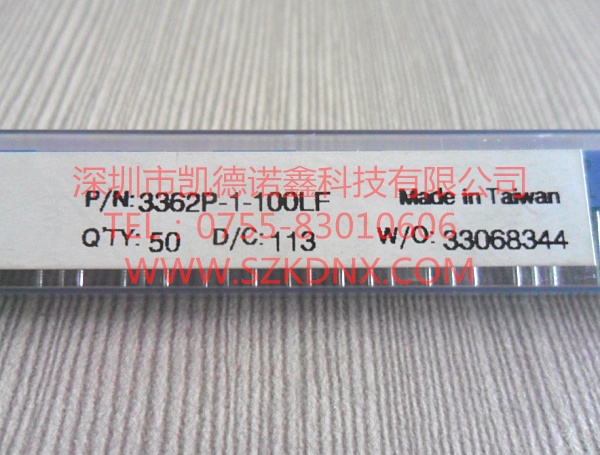 深圳市凯德诺鑫科技有限公司
P/N: 3362P-1-100LF Made in Taiwan
TEL：0755-83010606
Q'TY: 50 D/C: 113 W/O: 33068344
WWW.SZKDNX.COM